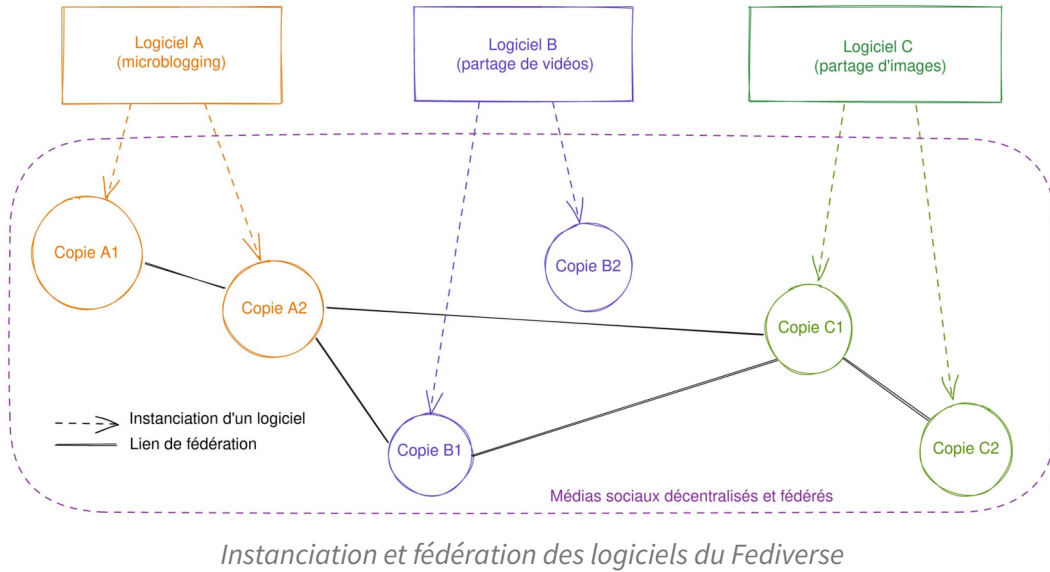 Logiciel A
(microblogging)
Logiciel B
(partage de vidéos)
Logiciel C
(partage d'images)
Copie A1
Copie A2
Copie B2
Copie C1
Copie B1
Copie C2
Instanciation d'un logiciel
Lien de fédération
Médias sociaux décentralisés et fédérés
Instanciation et fédération des logiciels du Fediverse